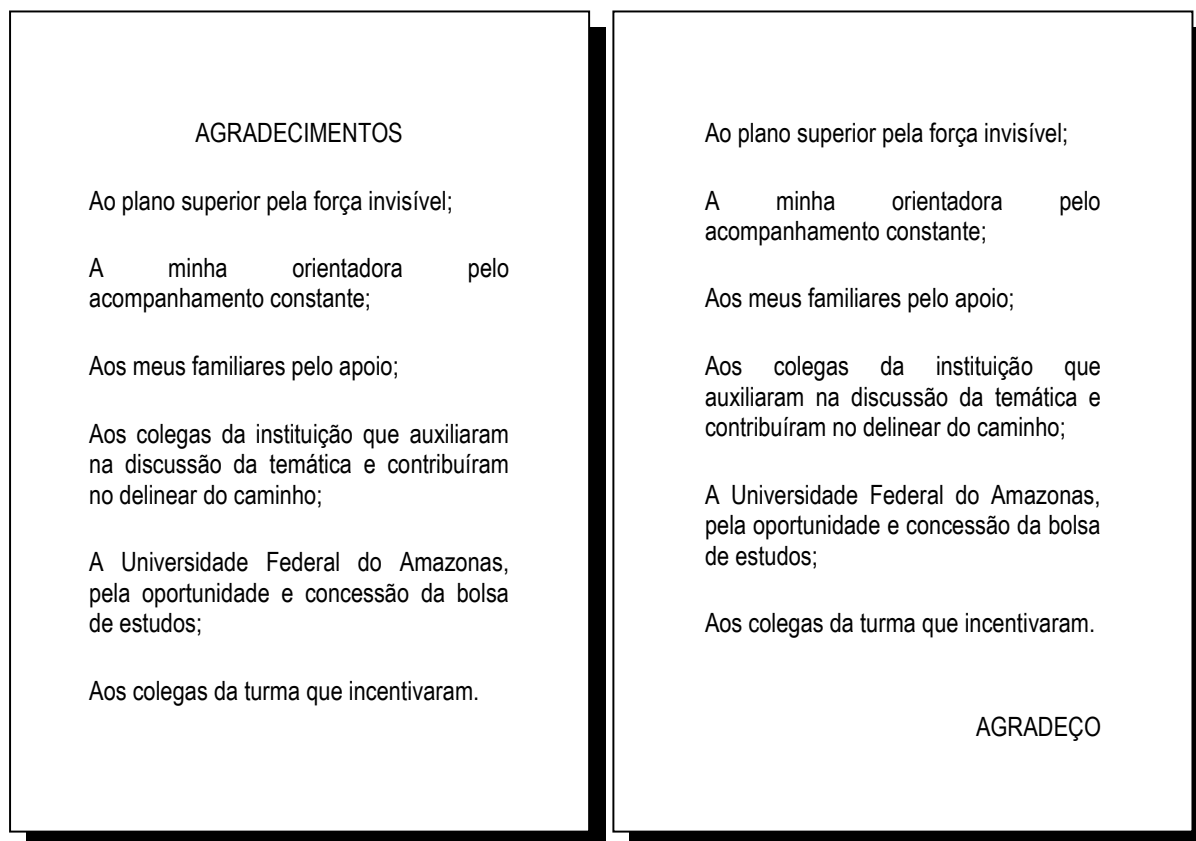 AGRADECIMENTOS
Ao plano superior pela força invisível;
A minha orientadora pelo
acompanhamento constante;
Aos meus familiares pelo apoio;
Aos colegas da instituição que auxiliaram
na discussão da temática e contribuíram
no delinear do caminho;
A Universidade Federal do Amazonas,
pela oportunidade e concessão da bolsa
de estudos;
Aos colegas da turma que incentivaram.
Ao plano superior pela força invisível;
A minha orientadora pelo
acompanhamento constante;
Aos meus familiares pelo apoio;
Aos colegas da instituição que
auxiliaram na discussão da temática e
contribuíram no delinear do caminho;
A Universidade Federal do Amazonas,
pela oportunidade e concessão da bolsa
de estudos;
Aos colegas da turma que incentivaram.
AGRADEÇO